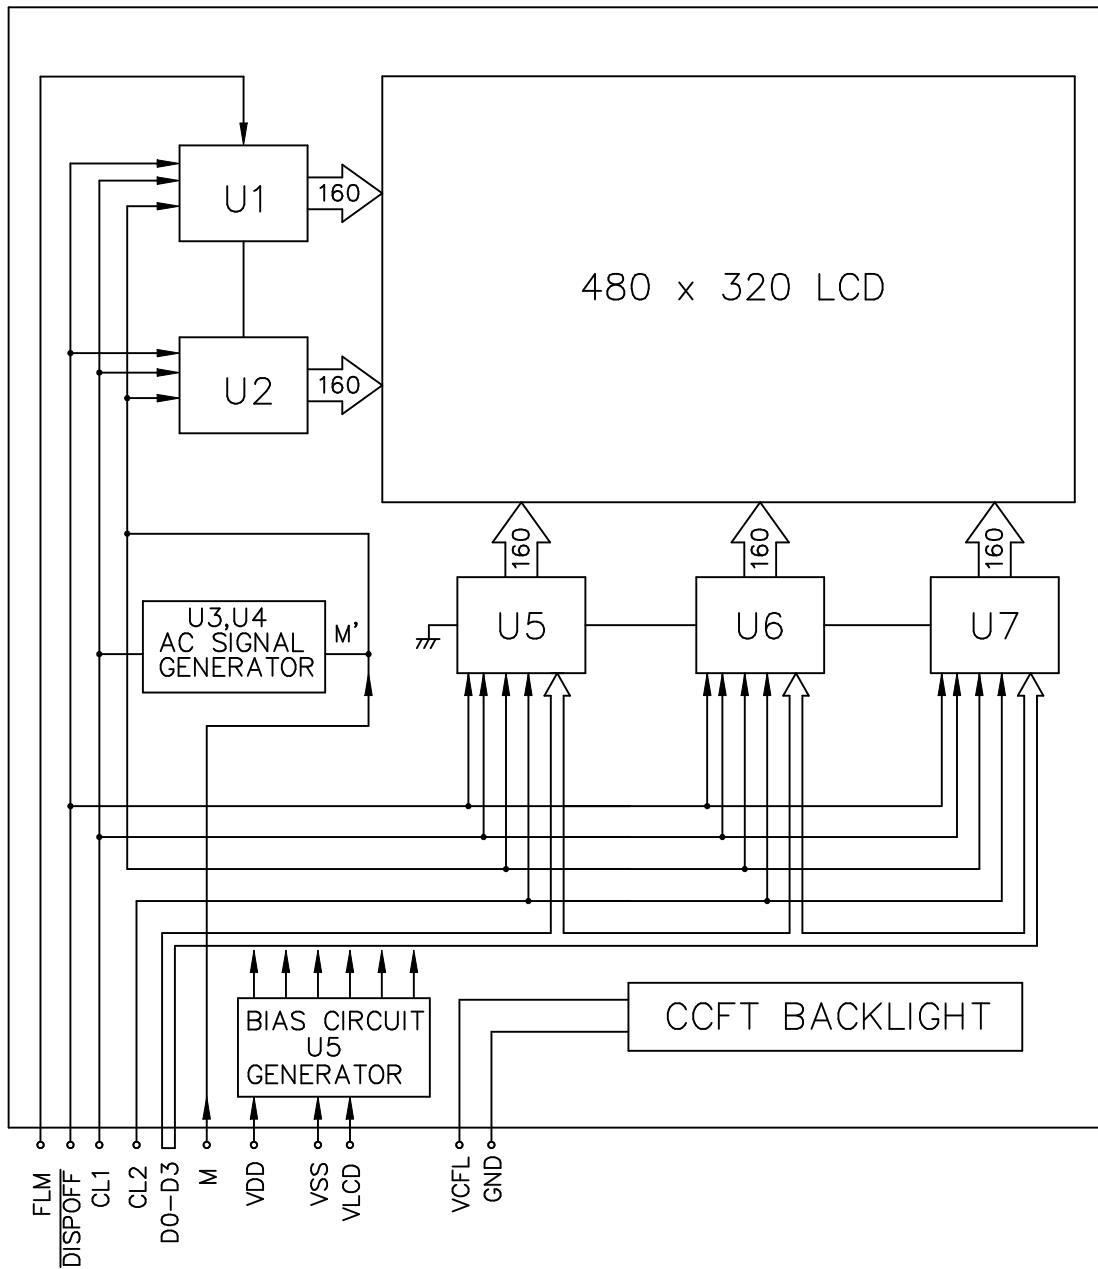 U1
160
480 x 320 LCD
U2
160
160
160
160
U3,U4
AC SIGNAL
GENERATOR
M'
U5
U6
U7
BIAS CIRCUIT
U5
GENERATOR
CCFT BACKLIGHT
FLM
DISPOFF
CL1
CL2
D0-D3
M
VDD
VSS
VLCD
VCFL
GND